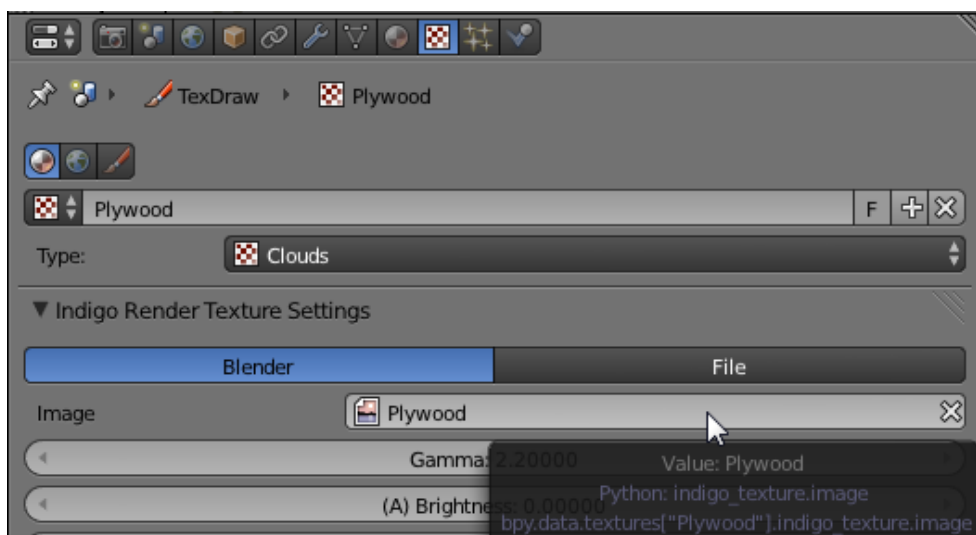 TexDraw Plywood
Plywood F
Type: Clouds
Indigo Render Texture Settings
Blender File
Image Plywood
Gamma: 2.20000 Value: Plywood
Python: indigo_texture.image
(A) Brightness: 0.00000
bpy.data.textures["Plywood"].indigo_texture.image